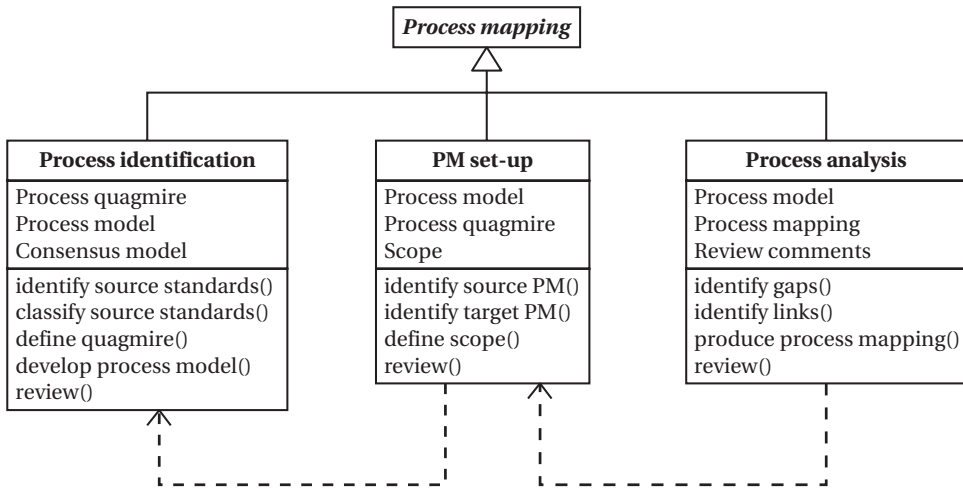 Process mapping
Process identification
Process quagmire
Process model
Consensus model
identify source standards()
classify source standards()
define quagmire()
develop process model()
review()
PM set-up
Process model
Process quagmire
Scope
identify source PM()
identify target PM()
define scope()
review()
Process analysis
Process model
Process mapping
Review comments
identify gaps()
identify links()
produce process mapping()
review()